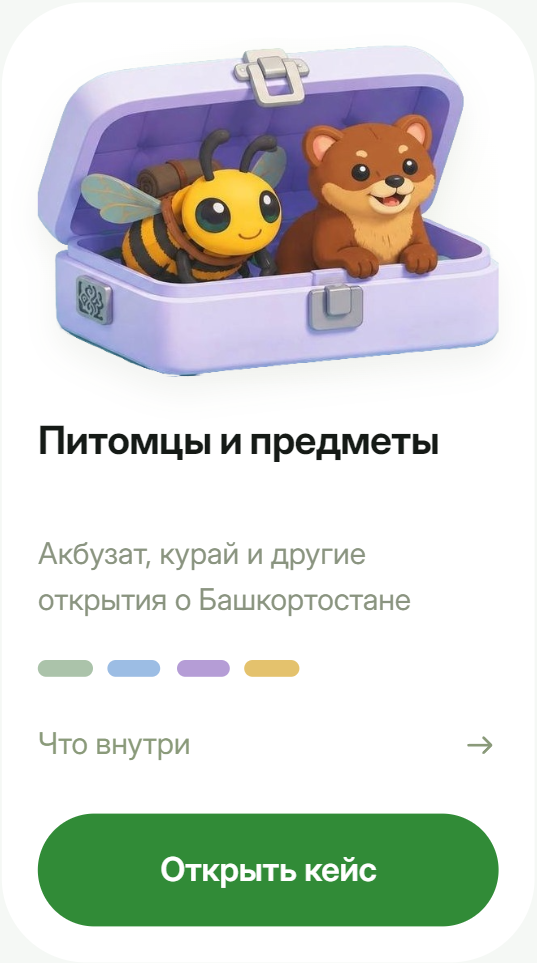 Питомцы и предметы
Акбузат, курай и другие
открытия о Башкортостане
Что внутри
Открыть кейс